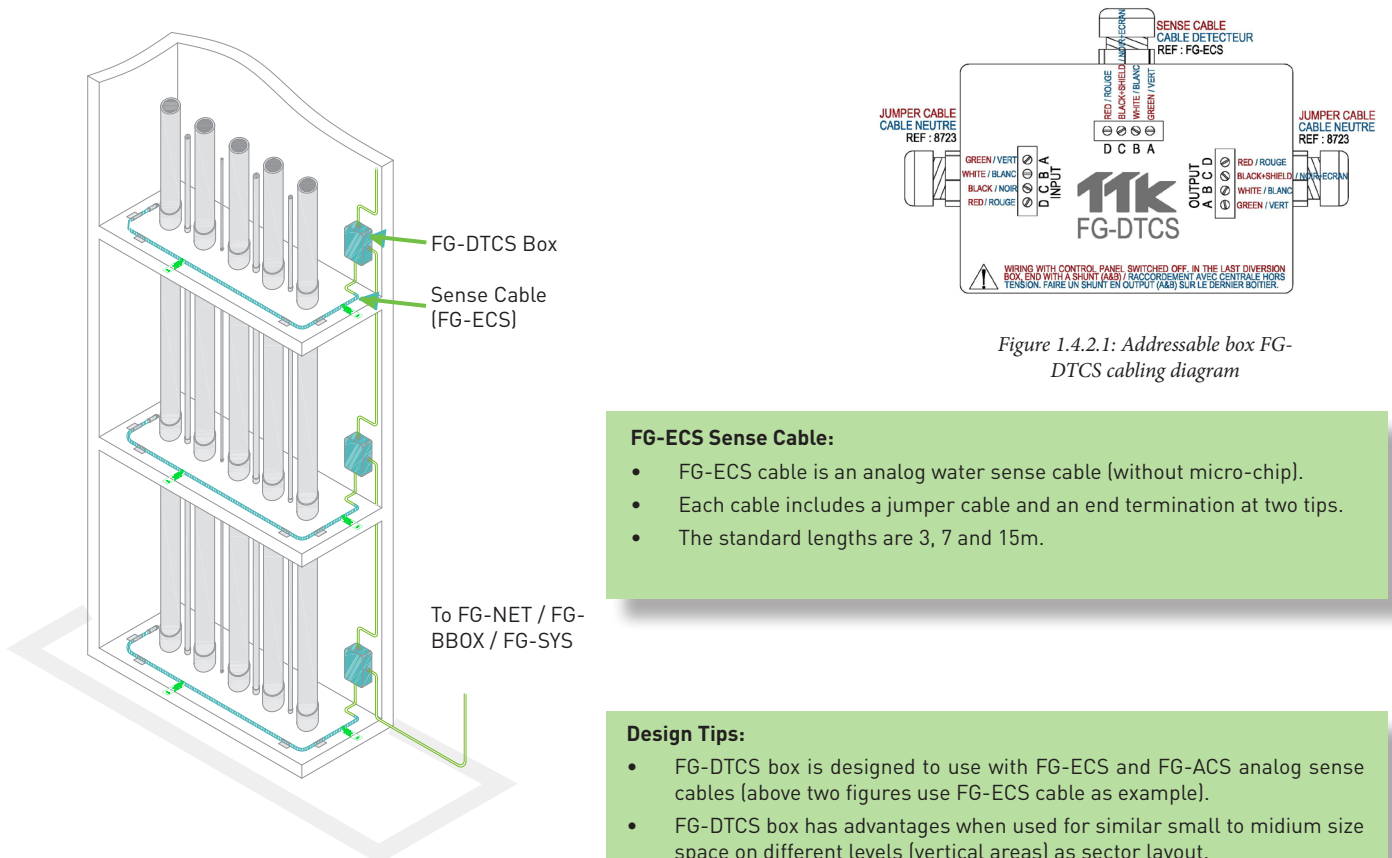 FG-DTCS Box
Sense Cable
(FG-ECS)
To FG-NET / FG-
BBOX / FG-SYS
SENSE CABLE
CABLE DETECTEUR
REF : FG-ECS
RED / ROUGE
BLACK+SHIELD / NOIR+ECRAN
WHITE / BLANC
GREEN / VERT
D C B A
JUMPER CABLE
CABLE NEUTRE
REF : 8723
GREEN / VERT
WHITE / BLANC
BLACK / NOIR
RED / ROUGE
D C B A
INPUT
TTK
FG-DTCS
OUTPUT
A B C D
RED / ROUGE
BLACK+SHIELD / NOIR+ECRAN
WHITE / BLANC
GREEN / VERT
JUMPER CABLE
CABLE NEUTRE
REF : 8723
WIRING WITH CONTROL PANEL SWITCHED OFF. IN THE LAST DIVERSION
BOX, END WITH A SHUNT (A&B) / RACCORDEMENT AVEC CENTRALE HORS
TENSION. FAIRE UN SHUNT EN OUTPUT (A&B) SUR LE DERNIER BOITIER.
Figure 1.4.2.1: Addressable box FG-
DTCS cabling diagram
FG-ECS Sense Cable:
• FG-ECS cable is an analog water sense cable (without micro-chip).
• Each cable includes a jumper cable and an end termination at two tips.
• The standard lengths are 3, 7 and 15m.
Design Tips:
• FG-DTCS box is designed to use with FG-ECS and FG-ACS analog sense
cables (above two figures use FG-ECS cable as example).
• FG-DTCS box has advantages when used for similar small to midium size
space on different levels (vertical areas) as sector layout.